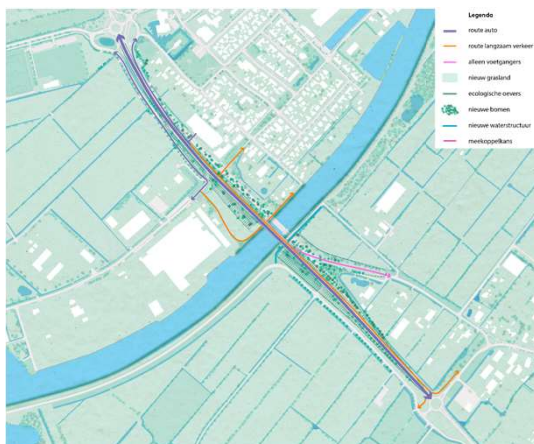 Legenda
route auto
route langzaam verkeer
alleen voetgangers
nieuw grasland
ecologische oevers
nieuwe bomen
nieuwe waterstructuur
meekoppelkans